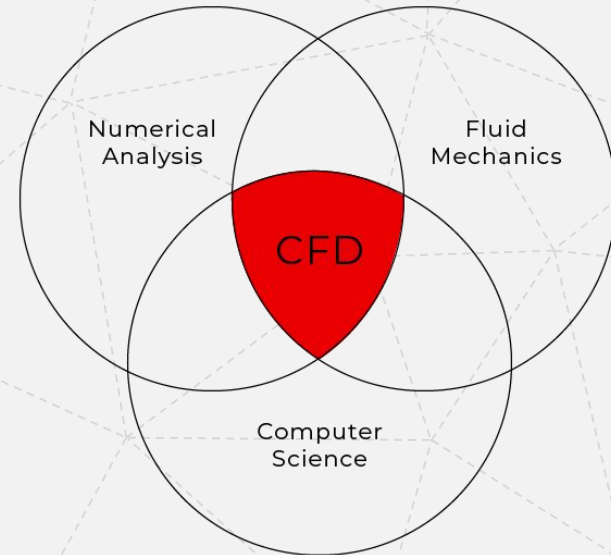 Numerical
Analysis
Fluid
Mechanics
CFD
Computer
Science